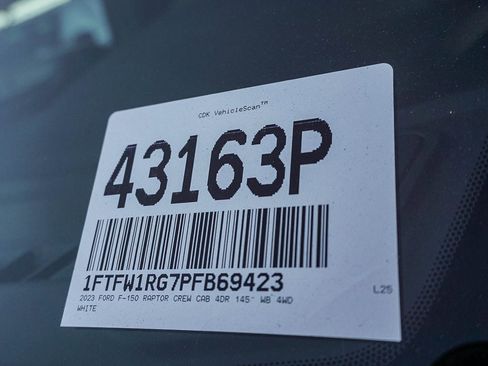 CDK VehicleScan™
43163P
1FTFW1RG7PFB69423
2023 FORD F-150 RAPTOR CREW CAB 4DR 145" WB 4WD
WHITE
L25